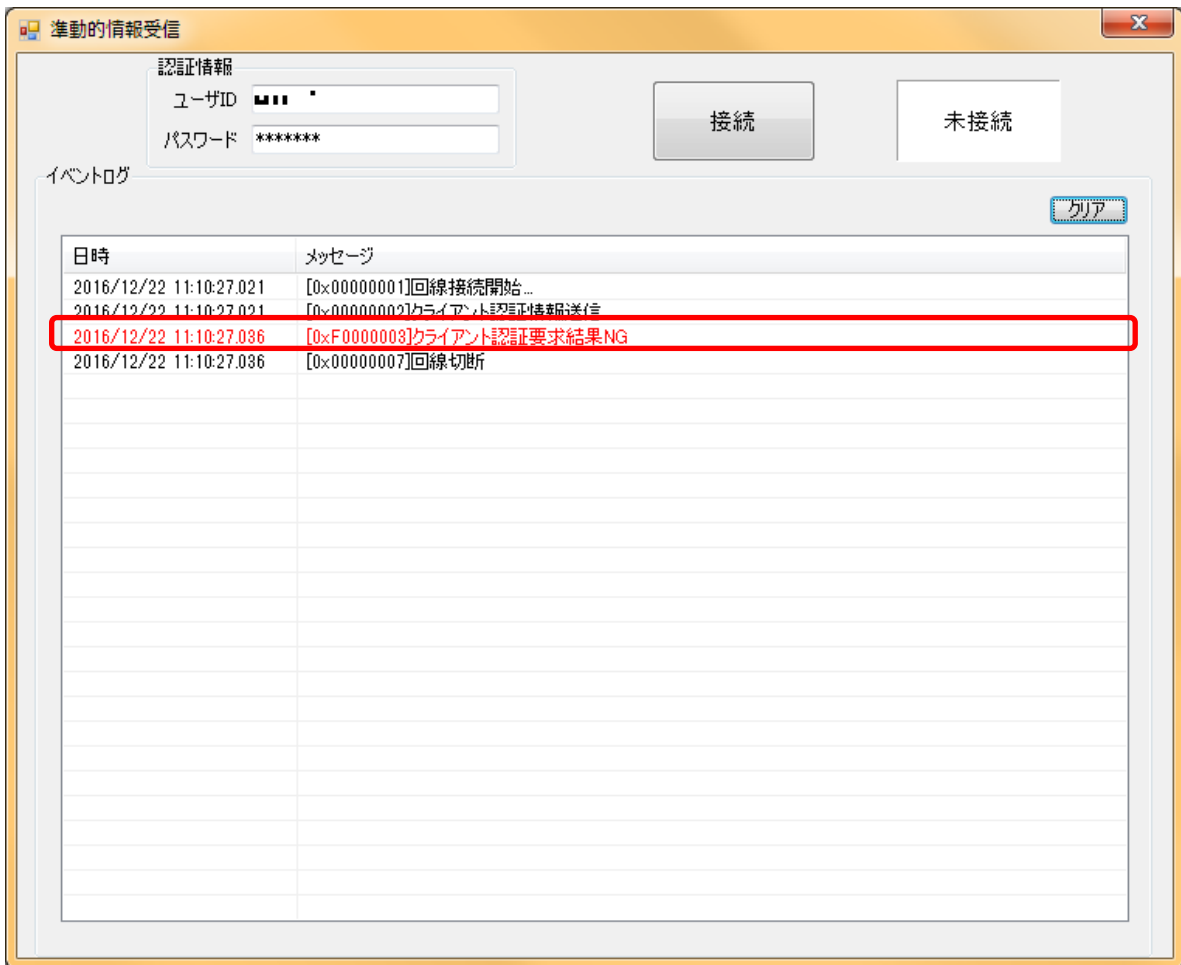 準動的情報受信
認証情報
ユーザID
パスワード *******
接続
未接続
イベントログ
クリア
日時 メッセージ
2016/12/22 11:10:27.021 [0x00000001]回線接続開始...
2016/12/22 11:10:27.021 [0x00000002]クライアント認証情報送信
2016/12/22 11:10:27.036 [0xF0000003]クライアント認証要求結果NG
2016/12/22 11:10:27.036 [0x00000007]回線切断